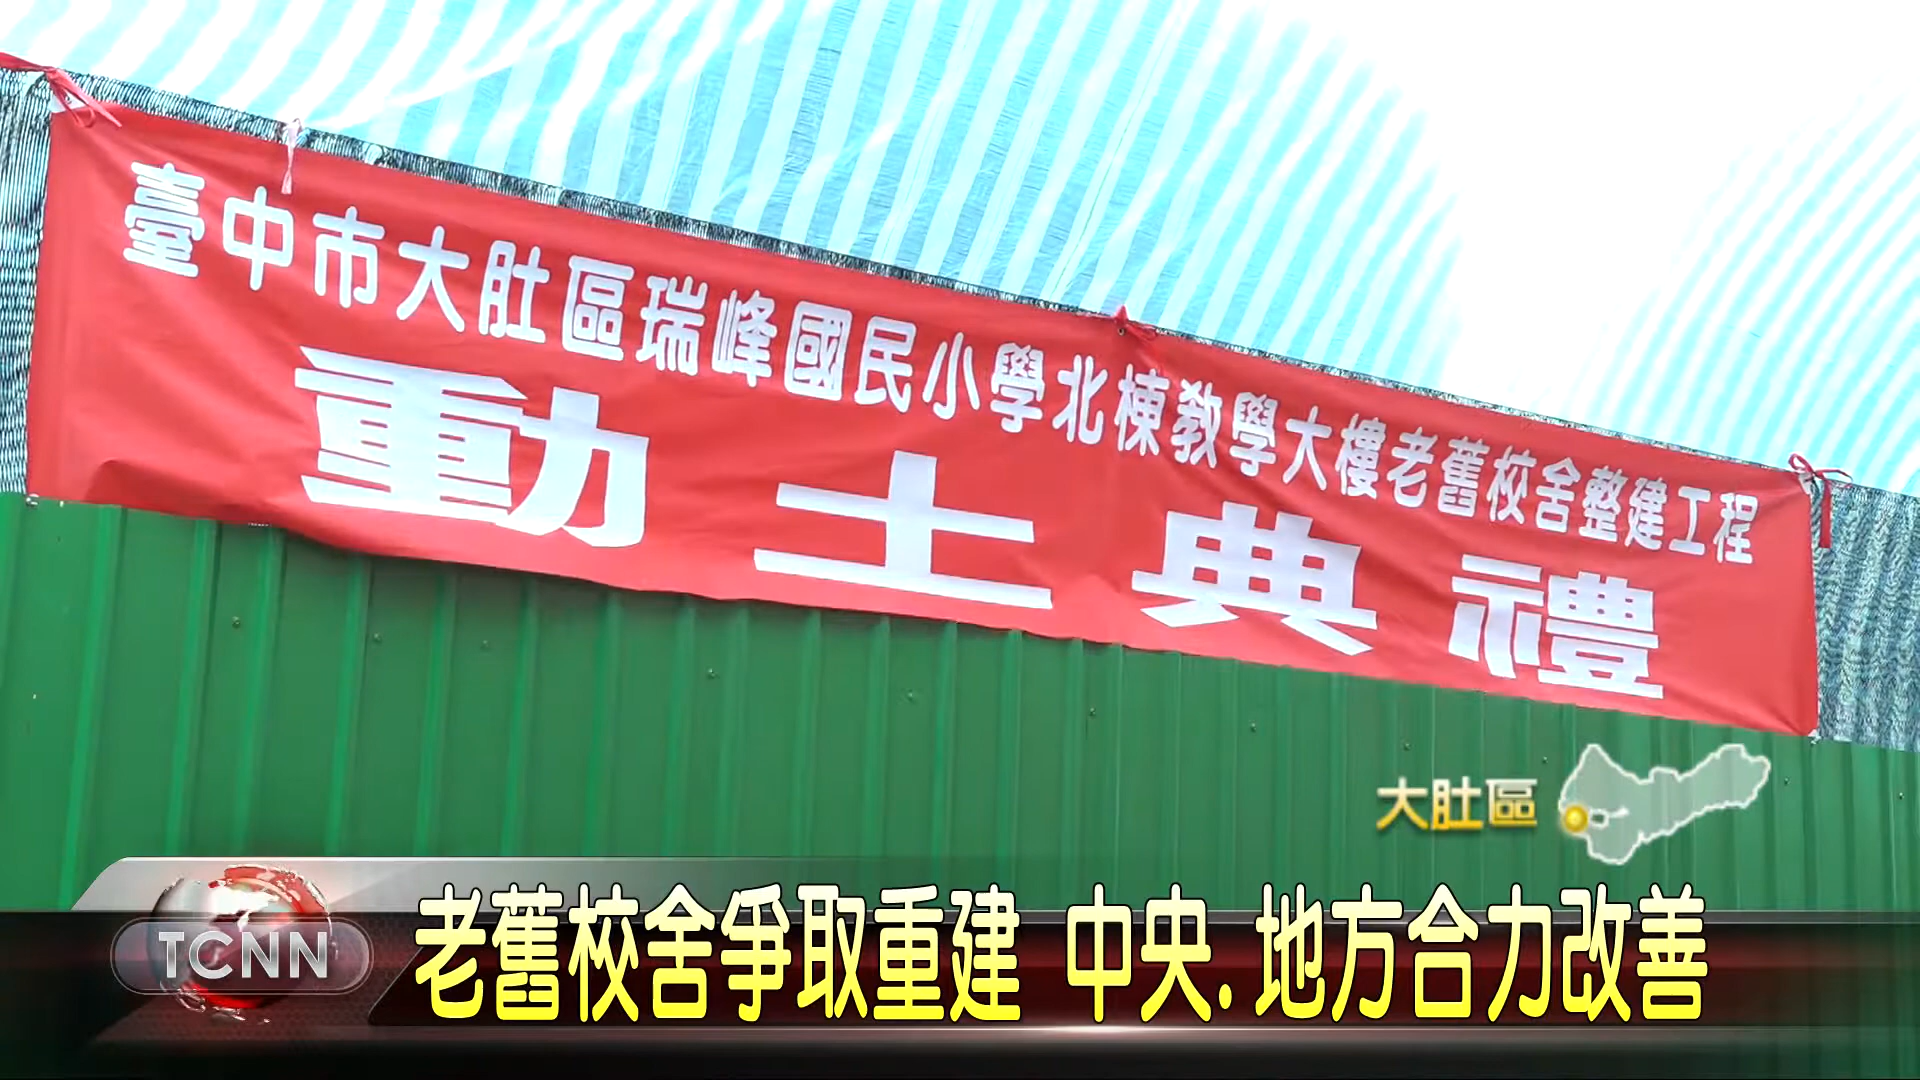 臺中市大肚區瑞峰國民小學北棟教學大樓老舊校舍整建工程
動土典禮
大肚區
TCNN
老舊校舍爭取重建 中央.地方合力改善